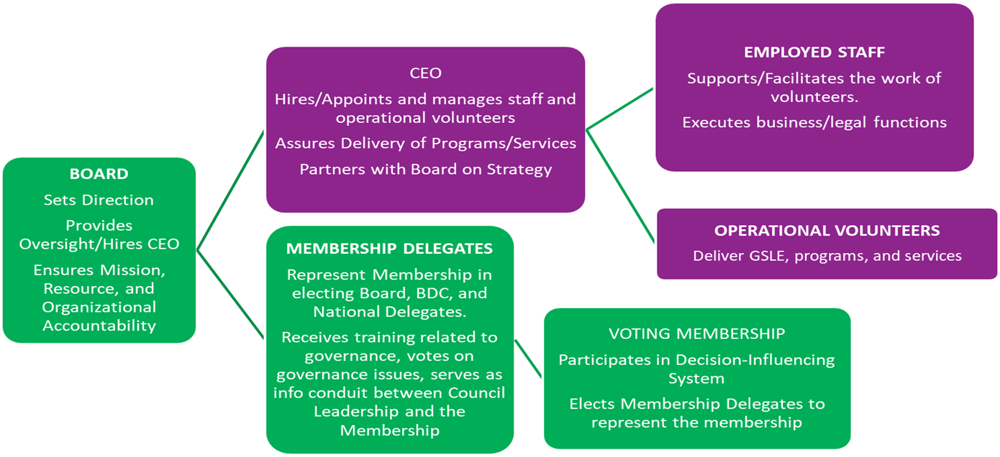 BOARD
Sets Direction
Provides
Oversight/Hires CEO
Ensures Mission,
Resource, and
Organizational
Accountability
CEO
Hires/Appoints and manages staff and
operational volunteers
Assures Delivery of Programs/Services
Partners with Board on Strategy
MEMBERSHIP DELEGATES
Represent Membership in
electing Board, BDC, and
National Delegates.
Receives training related to
governance, votes on
governance issues, serves as
info conduit between Council
Leadership and the
Membership
EMPLOYED STAFF
Supports/Facilitates the work of
volunteers.
Executes business/legal functions
OPERATIONAL VOLUNTEERS
Deliver GSLE, programs, and services
VOTING MEMBERSHIP
Participates in Decision-Influencing
System
Elects Membership Delegates to
represent the membership